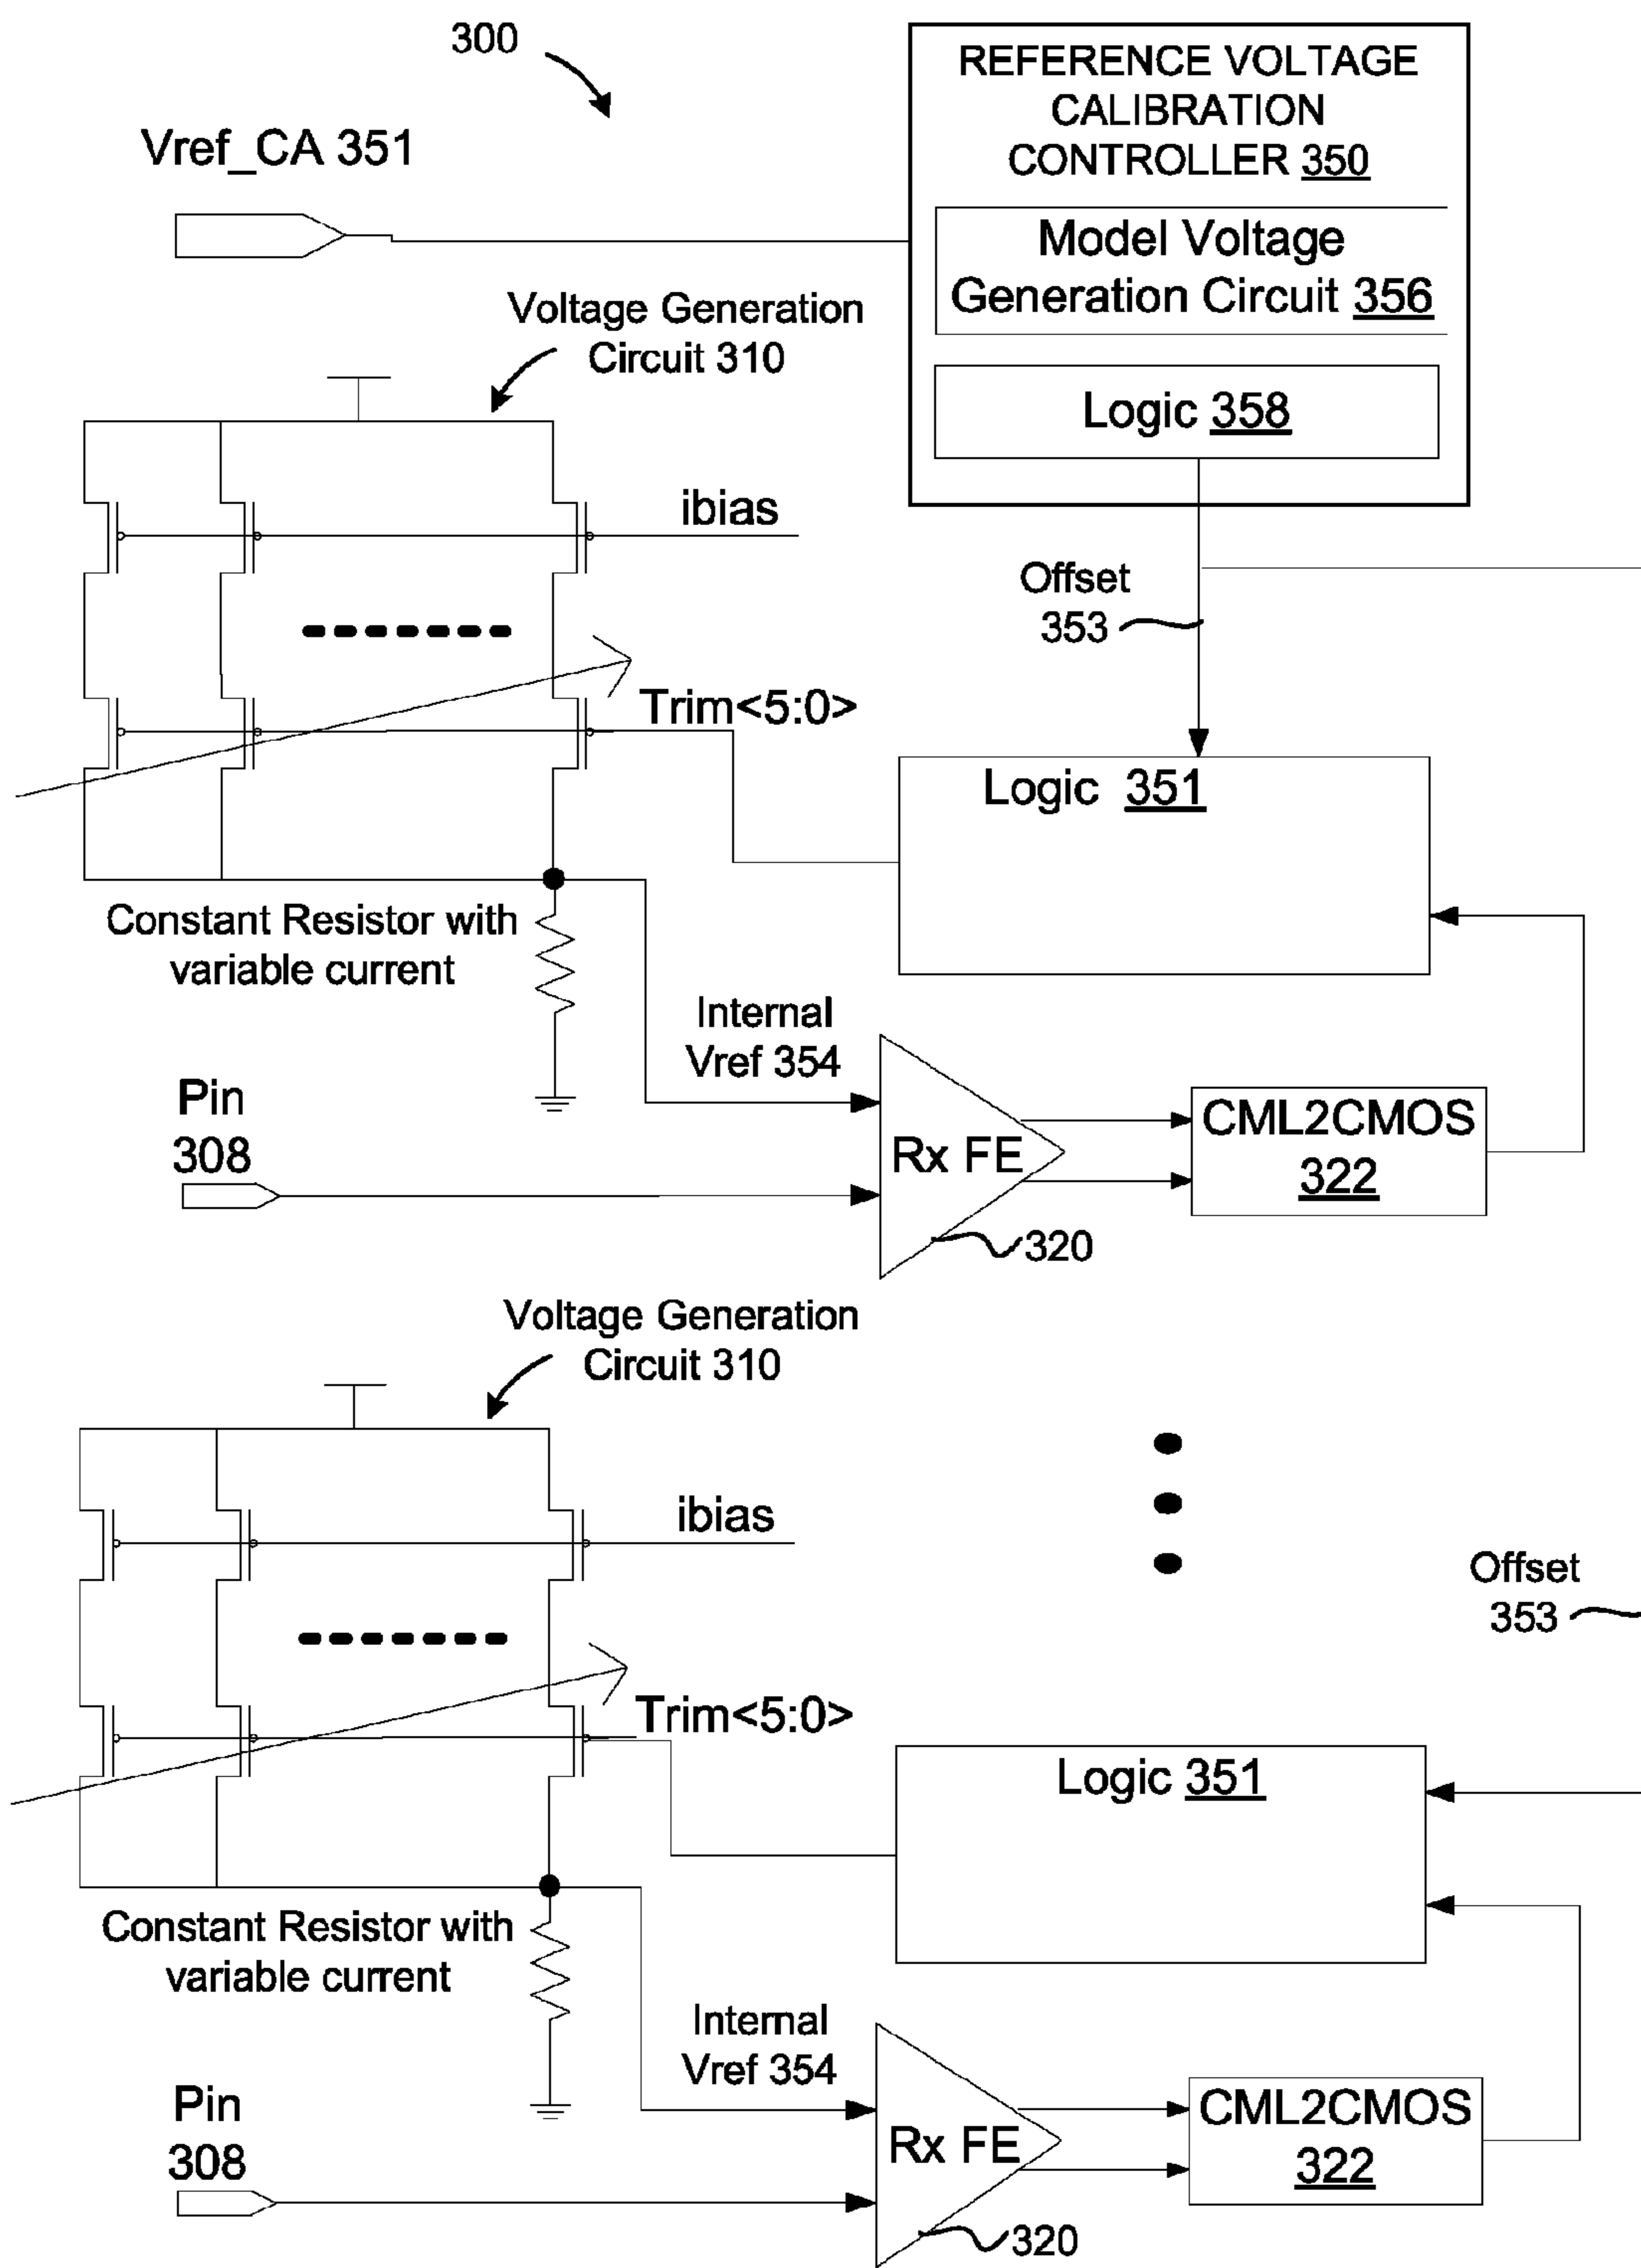 300
REFERENCE VOLTAGE
CALIBRATION
CONTROLLER 350
Vref_CA 351
Model Voltage
Generation Circuit 356
Voltage Generation
Circuit 310
Logic 358
ibias
Offset
353
Trim<5:0>
Logic 351
Constant Resistor with
variable current
Internal
Vref 354
Pin
308
Rx FE
CML2CMOS
322
320
Voltage Generation
Circuit 310
ibias
Offset
353
Trim<5:0>
Logic 351
Constant Resistor with
variable current
Internal
Vref 354
Pin
308
Rx FE
CML2CMOS
322
320